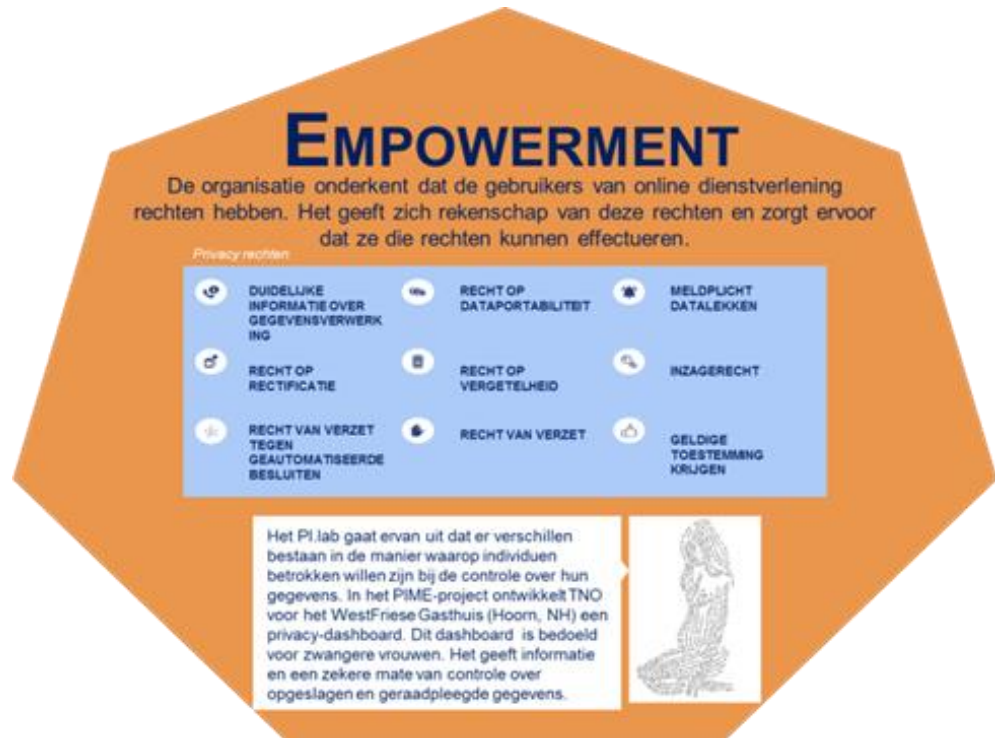 EMPOWERMENT
De organisatie onderkent dat de gebruikers van online dienstverlening
rechten hebben. Het geeft zich rekenschap van deze rechten en zorgt ervoor
dat ze die rechten kunnen effectueren.
Privacy rechten
DUIDELIJKE
INFORMATIE OVER
GEGEVENSVERWERK
ING
RECHT OP
DATAPORTABILITEIT
MELDPLICHT
DATALEKKEN
RECHT OP
RECTIFICATIE
RECHT OP
VERGETELHEID
INZAGERECHT
RECHT VAN VERZET
TEGEN
GEAUTOMATISEERDE
BESLUITEN
RECHT VAN VERZET
GELDIGE
TOESTEMMING
KRIJGEN
Het PI.lab gaat ervan uit dat er verschillen
bestaan in de manier waarop individuen
betrokken willen zijn bij de controle over hun
gegevens. In het PIME-project ontwikkelt TNO
voor het WestFriese Gasthuis (Hoorn, NH) een
privacy-dashboard. Dit dashboard is bedoeld
voor zwangere vrouwen. Het geeft informatie
en een zekere mate van controle over
opgeslagen en geraadpleegde gegevens.